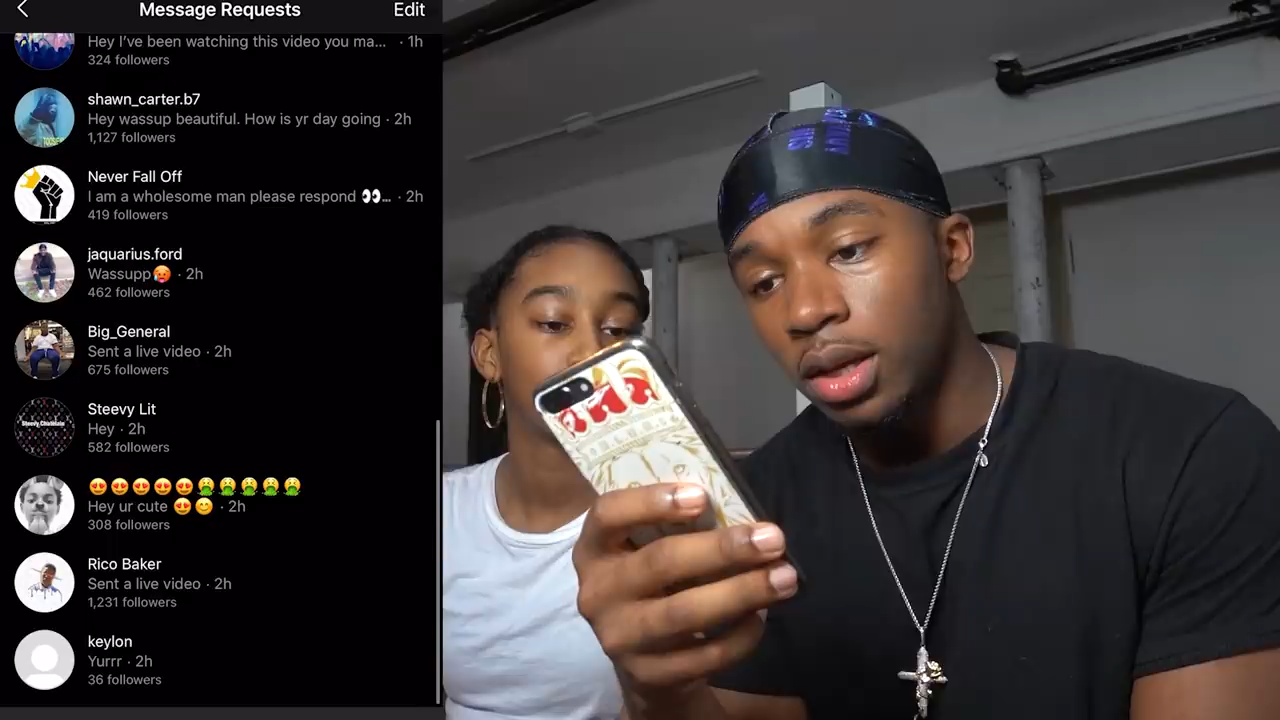 Message Requests
Edit
Hey I've been watching this video you ma... · 1h
324 followers
shawn_carter.b7
Hey wassup beautiful. How is yr day going · 2h
1,127 followers
Never Fall Off
I am a wholesome man please respond 👀... · 2h
419 followers
jaquarius.ford
Wassupp🥵 · 2h
462 followers
Big_General
Sent a live video · 2h
675 followers
Steevy Lit
Hey · 2h
582 followers
😍😍😍😍😍🤮🤮🤮🤮🤮
Hey ur cute 😍😊 · 2h
308 followers
Rico Baker
Sent a live video · 2h
1,231 followers
keylon
Yurrr · 2h
36 followers